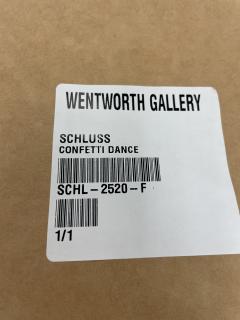 WENTWORTH GALLERY
SCHLUSS
CONFETTI DANCE
SCHL-2520-F
1/1